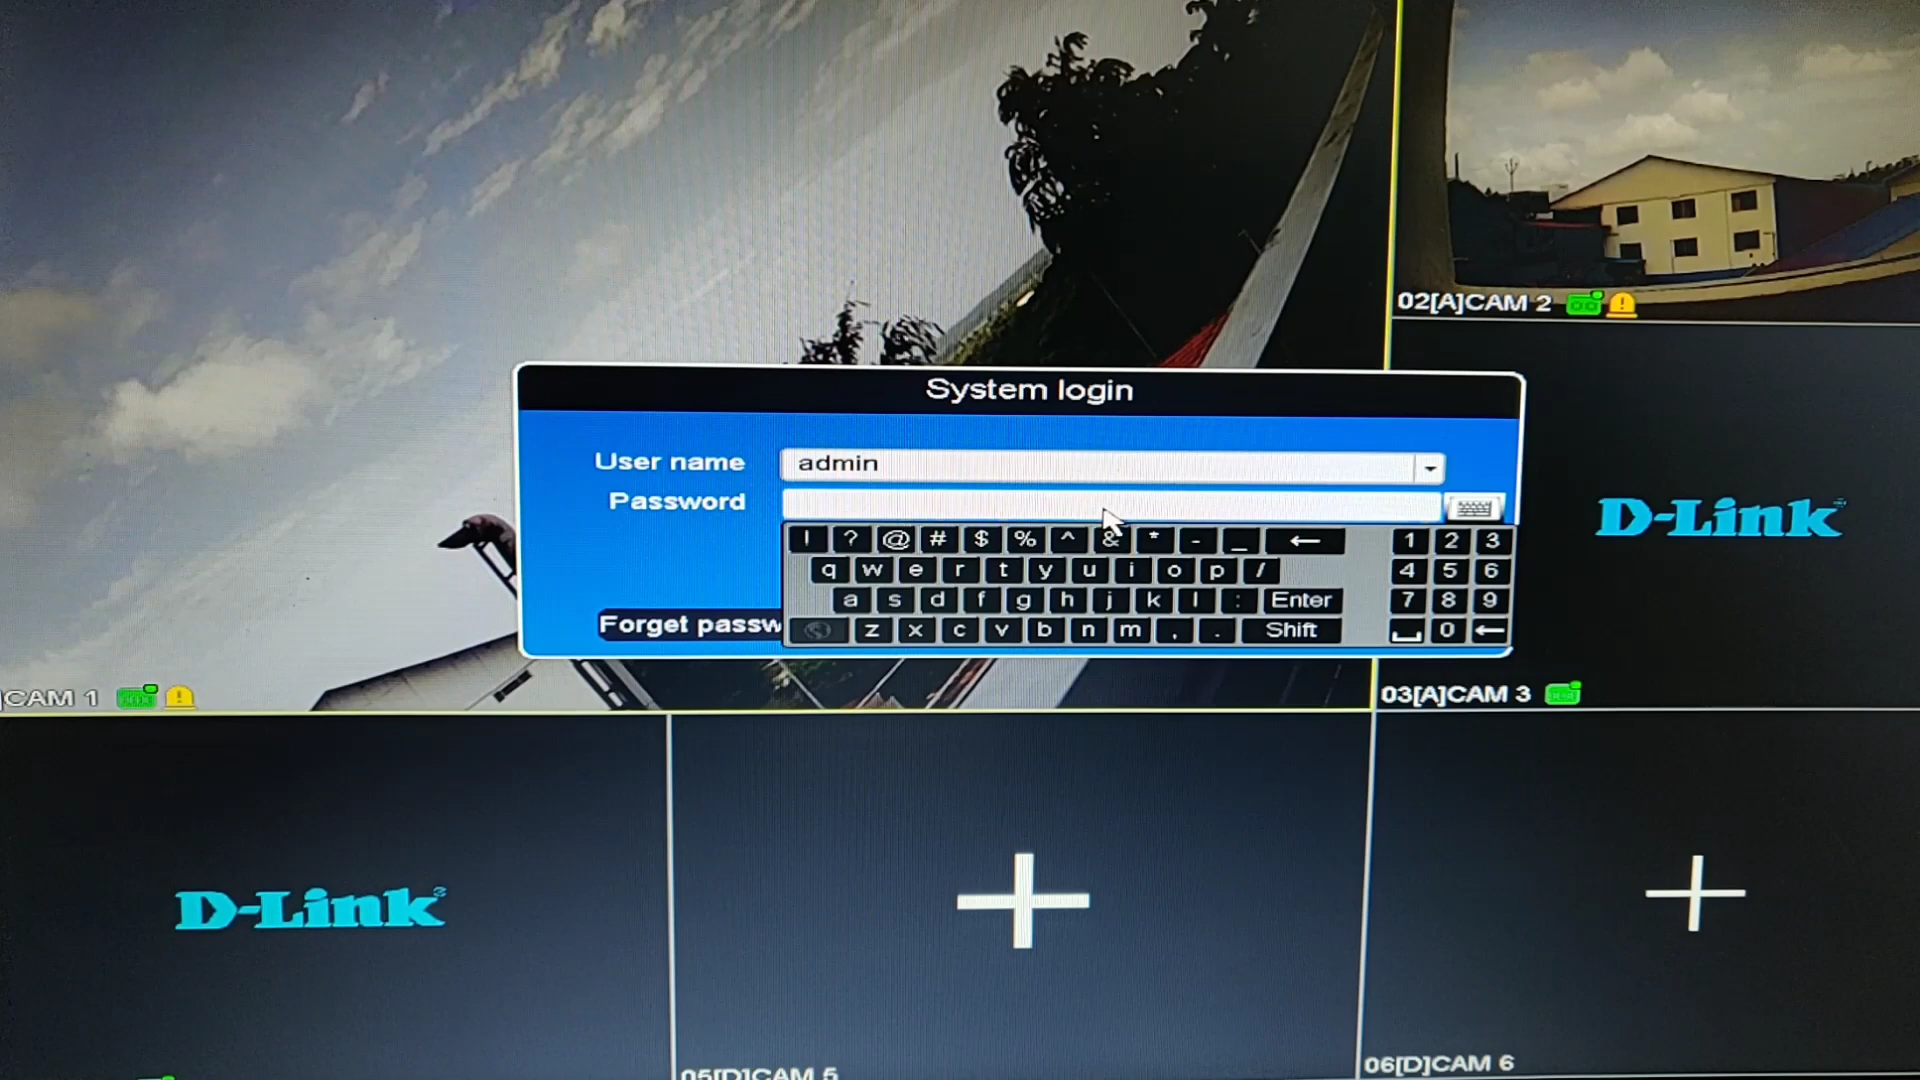 02[A]CAM 2
System login
User name admin
Password
! ? @ # $ % ^ & * - _ ← 1 2 3
q w e r t y u i o p / 4 5 6
a s d f g h j k l : Enter 7 8 9
Forget passw z x c v b n m , . Shift 0 ←
D-Link
]CAM 1
03[A]CAM 3
D-Link
05[D]CAM 5
06[D]CAM 6